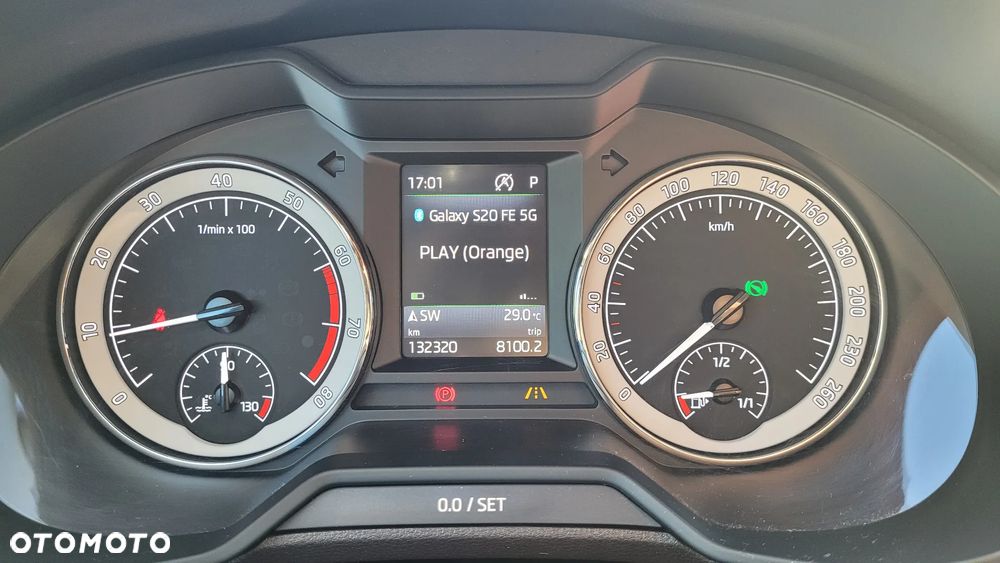 17:01 P
Galaxy S20 FE 5G
PLAY (Orange)
SW 29.0°C
km trip
132320 8100.2
0 10 20 30 40 50 60 70 80
1/min x 100
°C
130
0 20 40 60 80 100 120 140 160 180 200 230 260
km/h
1/2
1/1
P
0.0 / SET
OTOMOTO